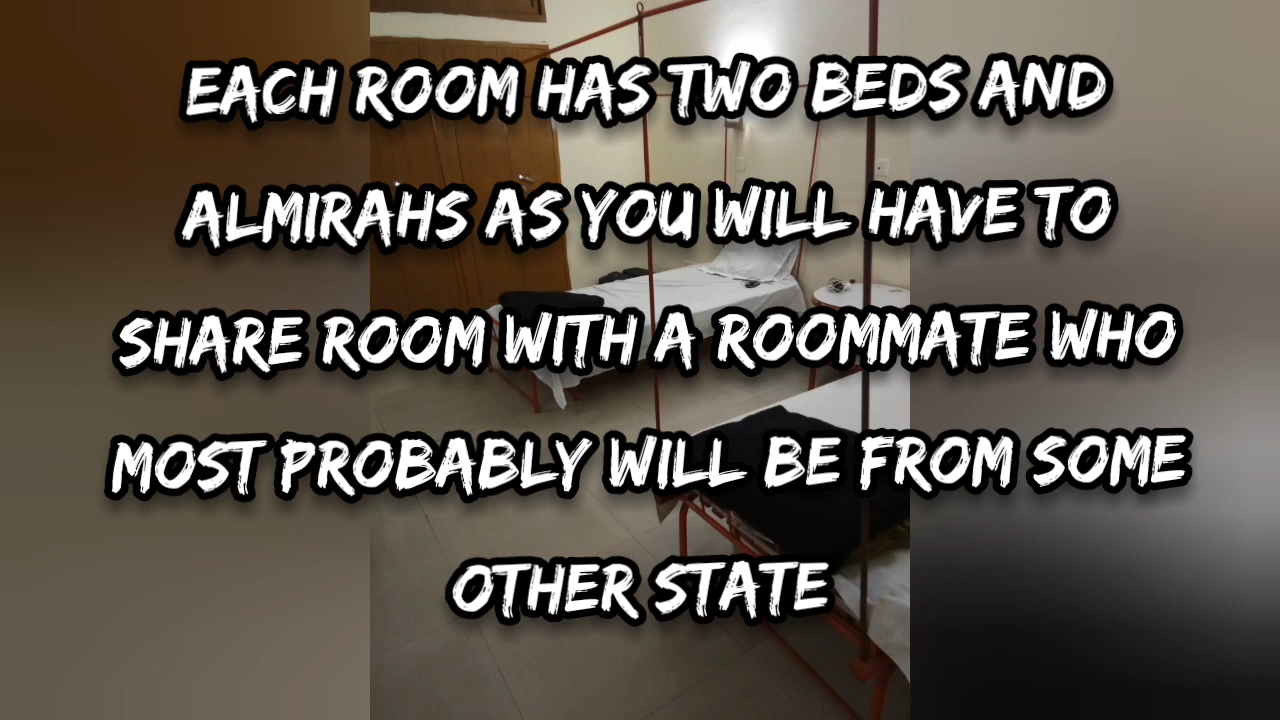 EACH ROOM HAS TWO BEDS AND
ALMIRAHS AS YOU WILL HAVE TO
SHARE ROOM WITH A ROOMMATE WHO
MOST PROBABLY WILL BE FROM SOME
OTHER STATE